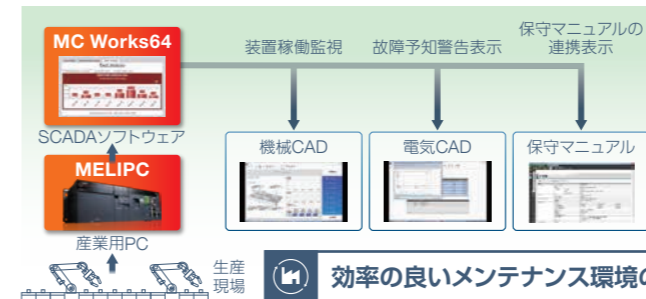 MC Works64
SCADAソフトウェア
MELIPC
産業用PC
生産
現場
装置稼働監視
故障予知警告表示
保守マニュアルの
連携表示
機械CAD
電気CAD
保守マニュアル
効率の良いメンテナンス環境の